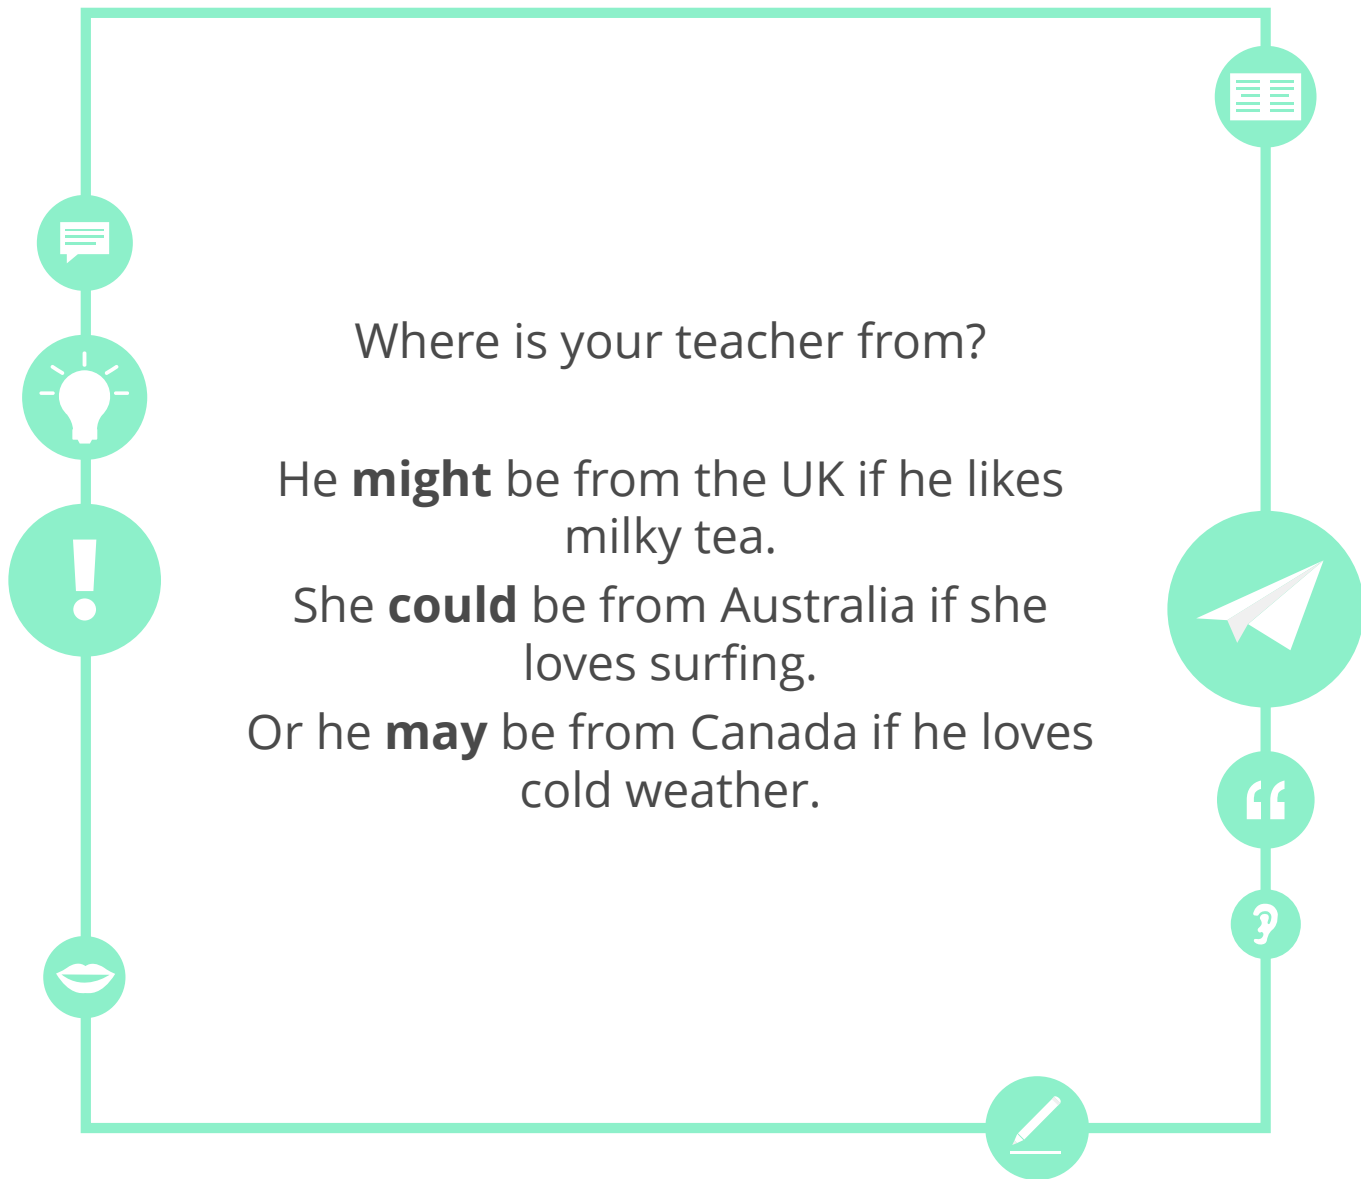 Where is your teacher from?
He might be from the UK if he likes
milky tea.
She could be from Australia if she
loves surfing.
Or he may be from Canada if he loves
cold weather.